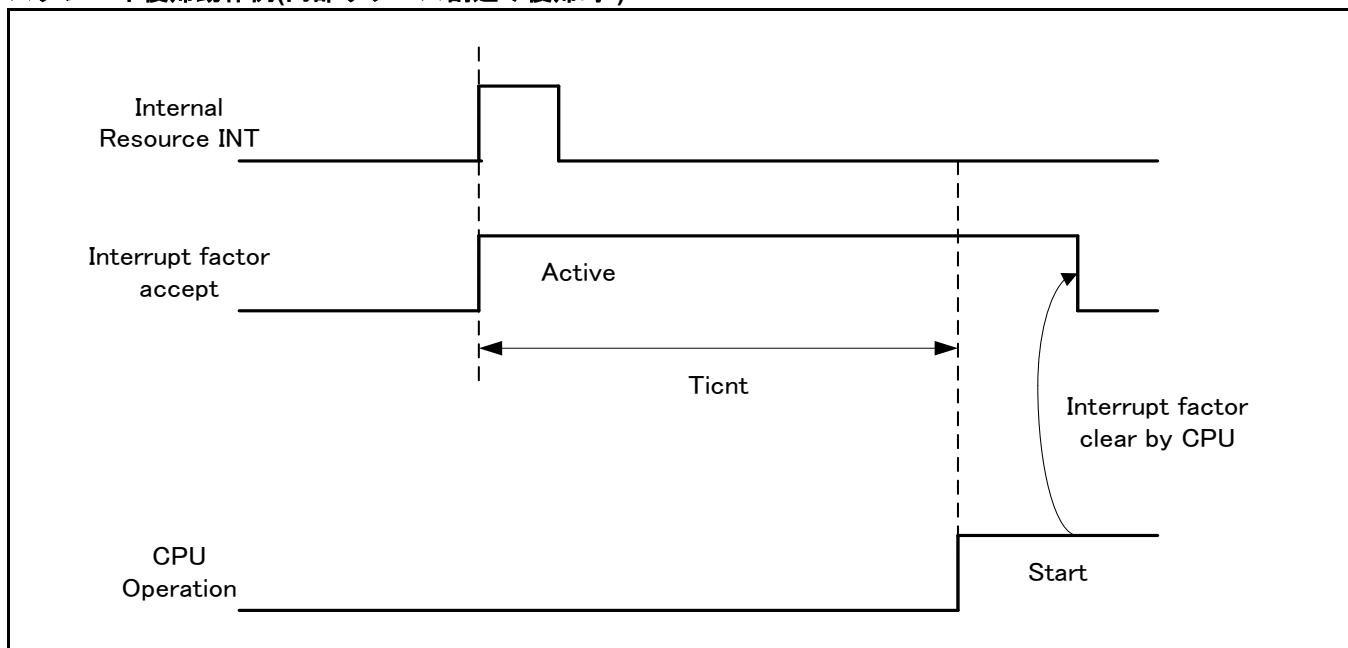 Internal
Resource INT
Interrupt factor
accept
Active
Ticnt
Interrupt factor
clear by CPU
CPU
Operation
Start